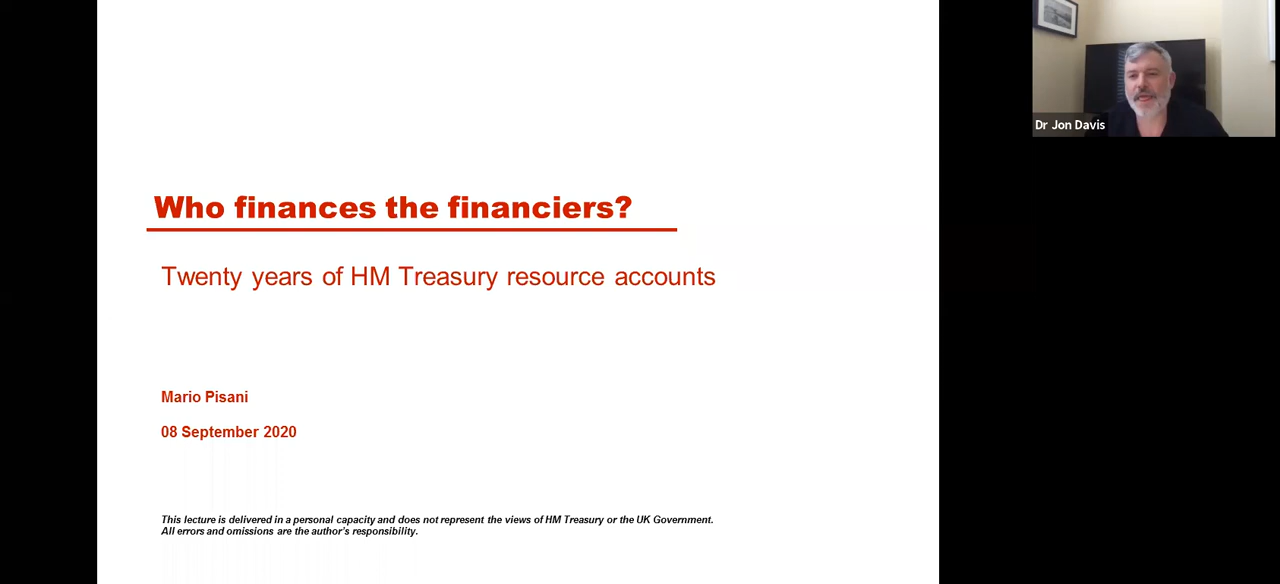 Who finances the financiers?
Twenty years of HM Treasury resource accounts
Mario Pisani
08 September 2020
This lecture is delivered in a personal capacity and does not represent the views of HM Treasury or the UK Government.
All errors and omissions are the author's responsibility.
Dr Jon Davis